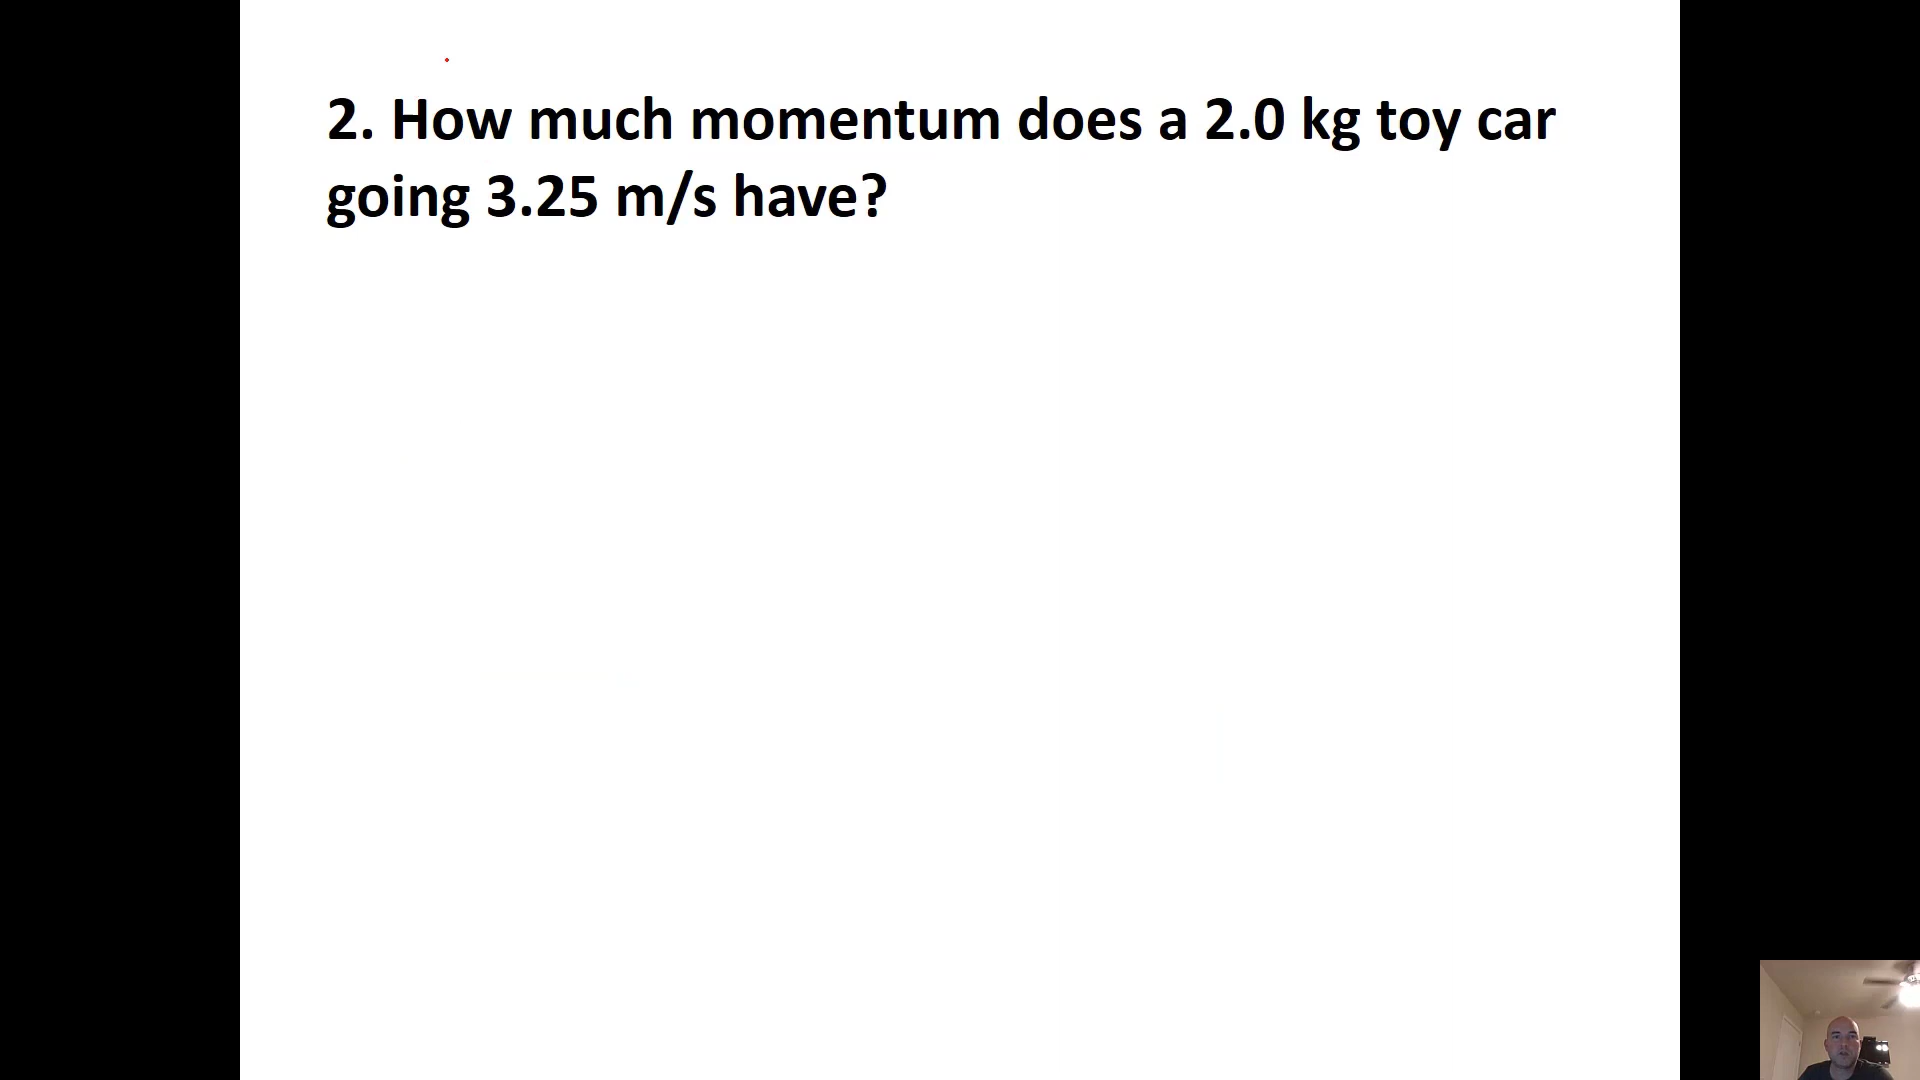 2. How much momentum does a 2.0 kg toy car
going 3.25 m/s have?